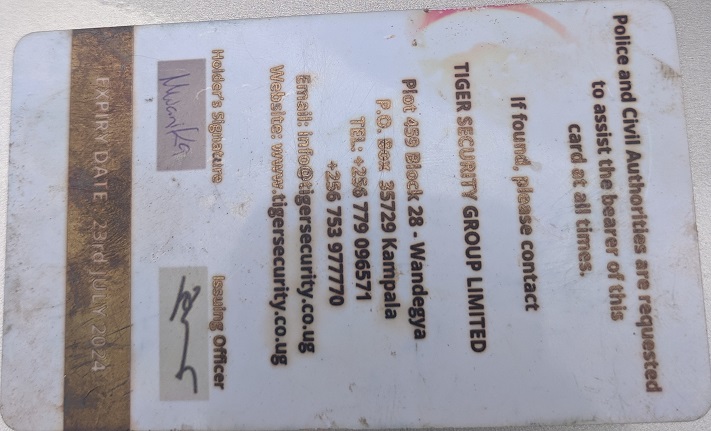 Police and Civil Authorities are requested
to assist the bearer of this
card at all times.
If found, please contact
TIGER SECURITY GROUP LIMITED
Plot 455 Block 28 - Wandegya
P.O. Box 35729 Kampala
TEL: +256 779 096571
+256 753 977770
Email: info@tigersecurity.co.ug
Website: www.tigersecurity.co.ug
Holder's Signature
Issuing Officer
Mwanika
EXPIRY DATE : 23rd JULY 2024